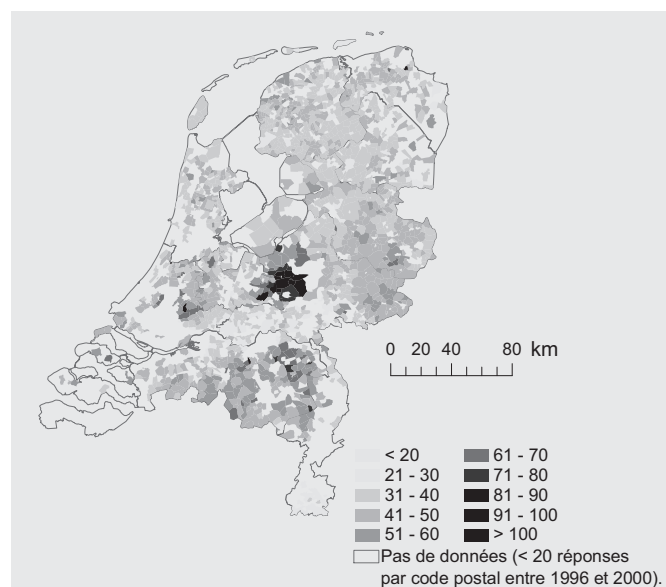 0 20 40 80 km
< 20
21 - 30
31 - 40
41 - 50
51 - 60
61 - 70
71 - 80
81 - 90
91 - 100
> 100
Pas de données (< 20 réponses
par code postal entre 1996 et 2000).